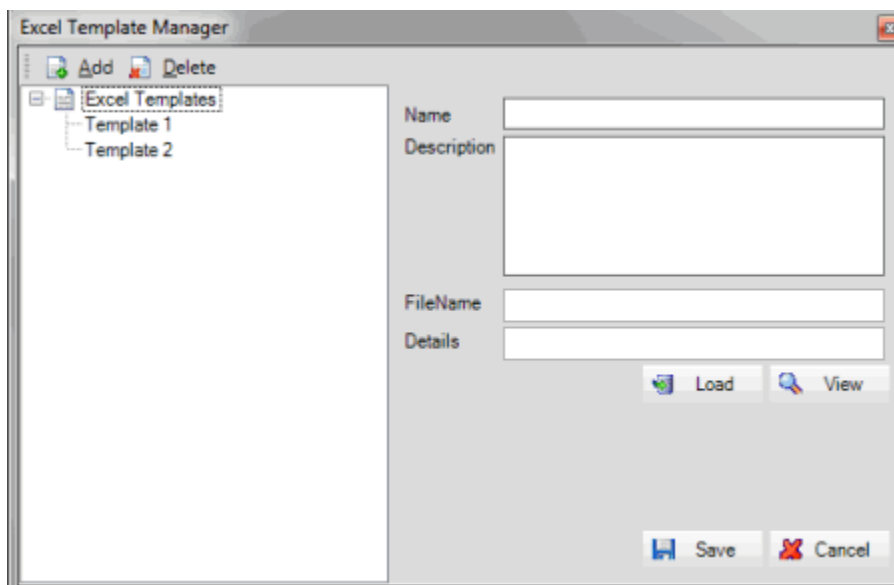 Excel Template Manager
Add Delete
Excel Templates
Template 1
Template 2
Name
Description
FileName
Details
Load View
Save Cancel